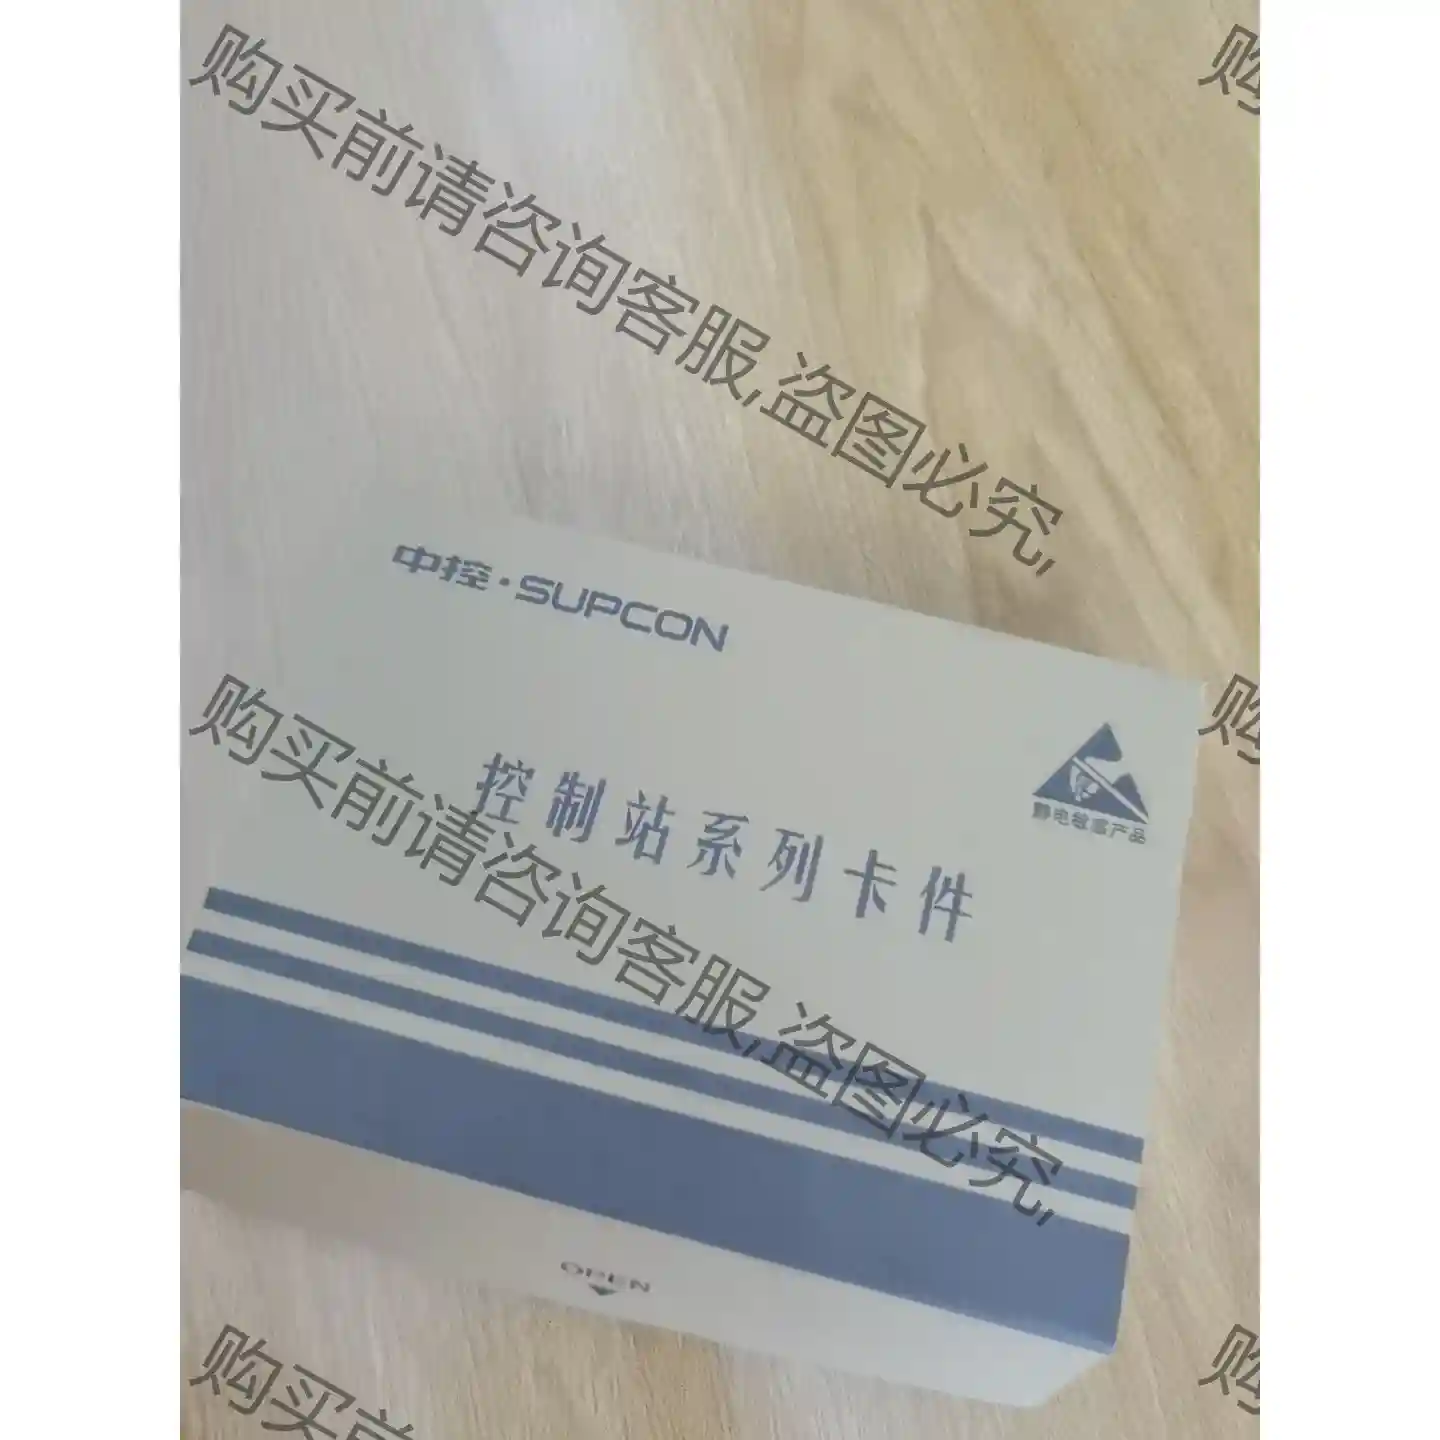 购买前请咨询客服,盗图必究,
购
中控·SUPCON
静电敏感产品
控制站系列卡件
购买前请咨询客服,盗图必究,
购
OPEN
购买前
购